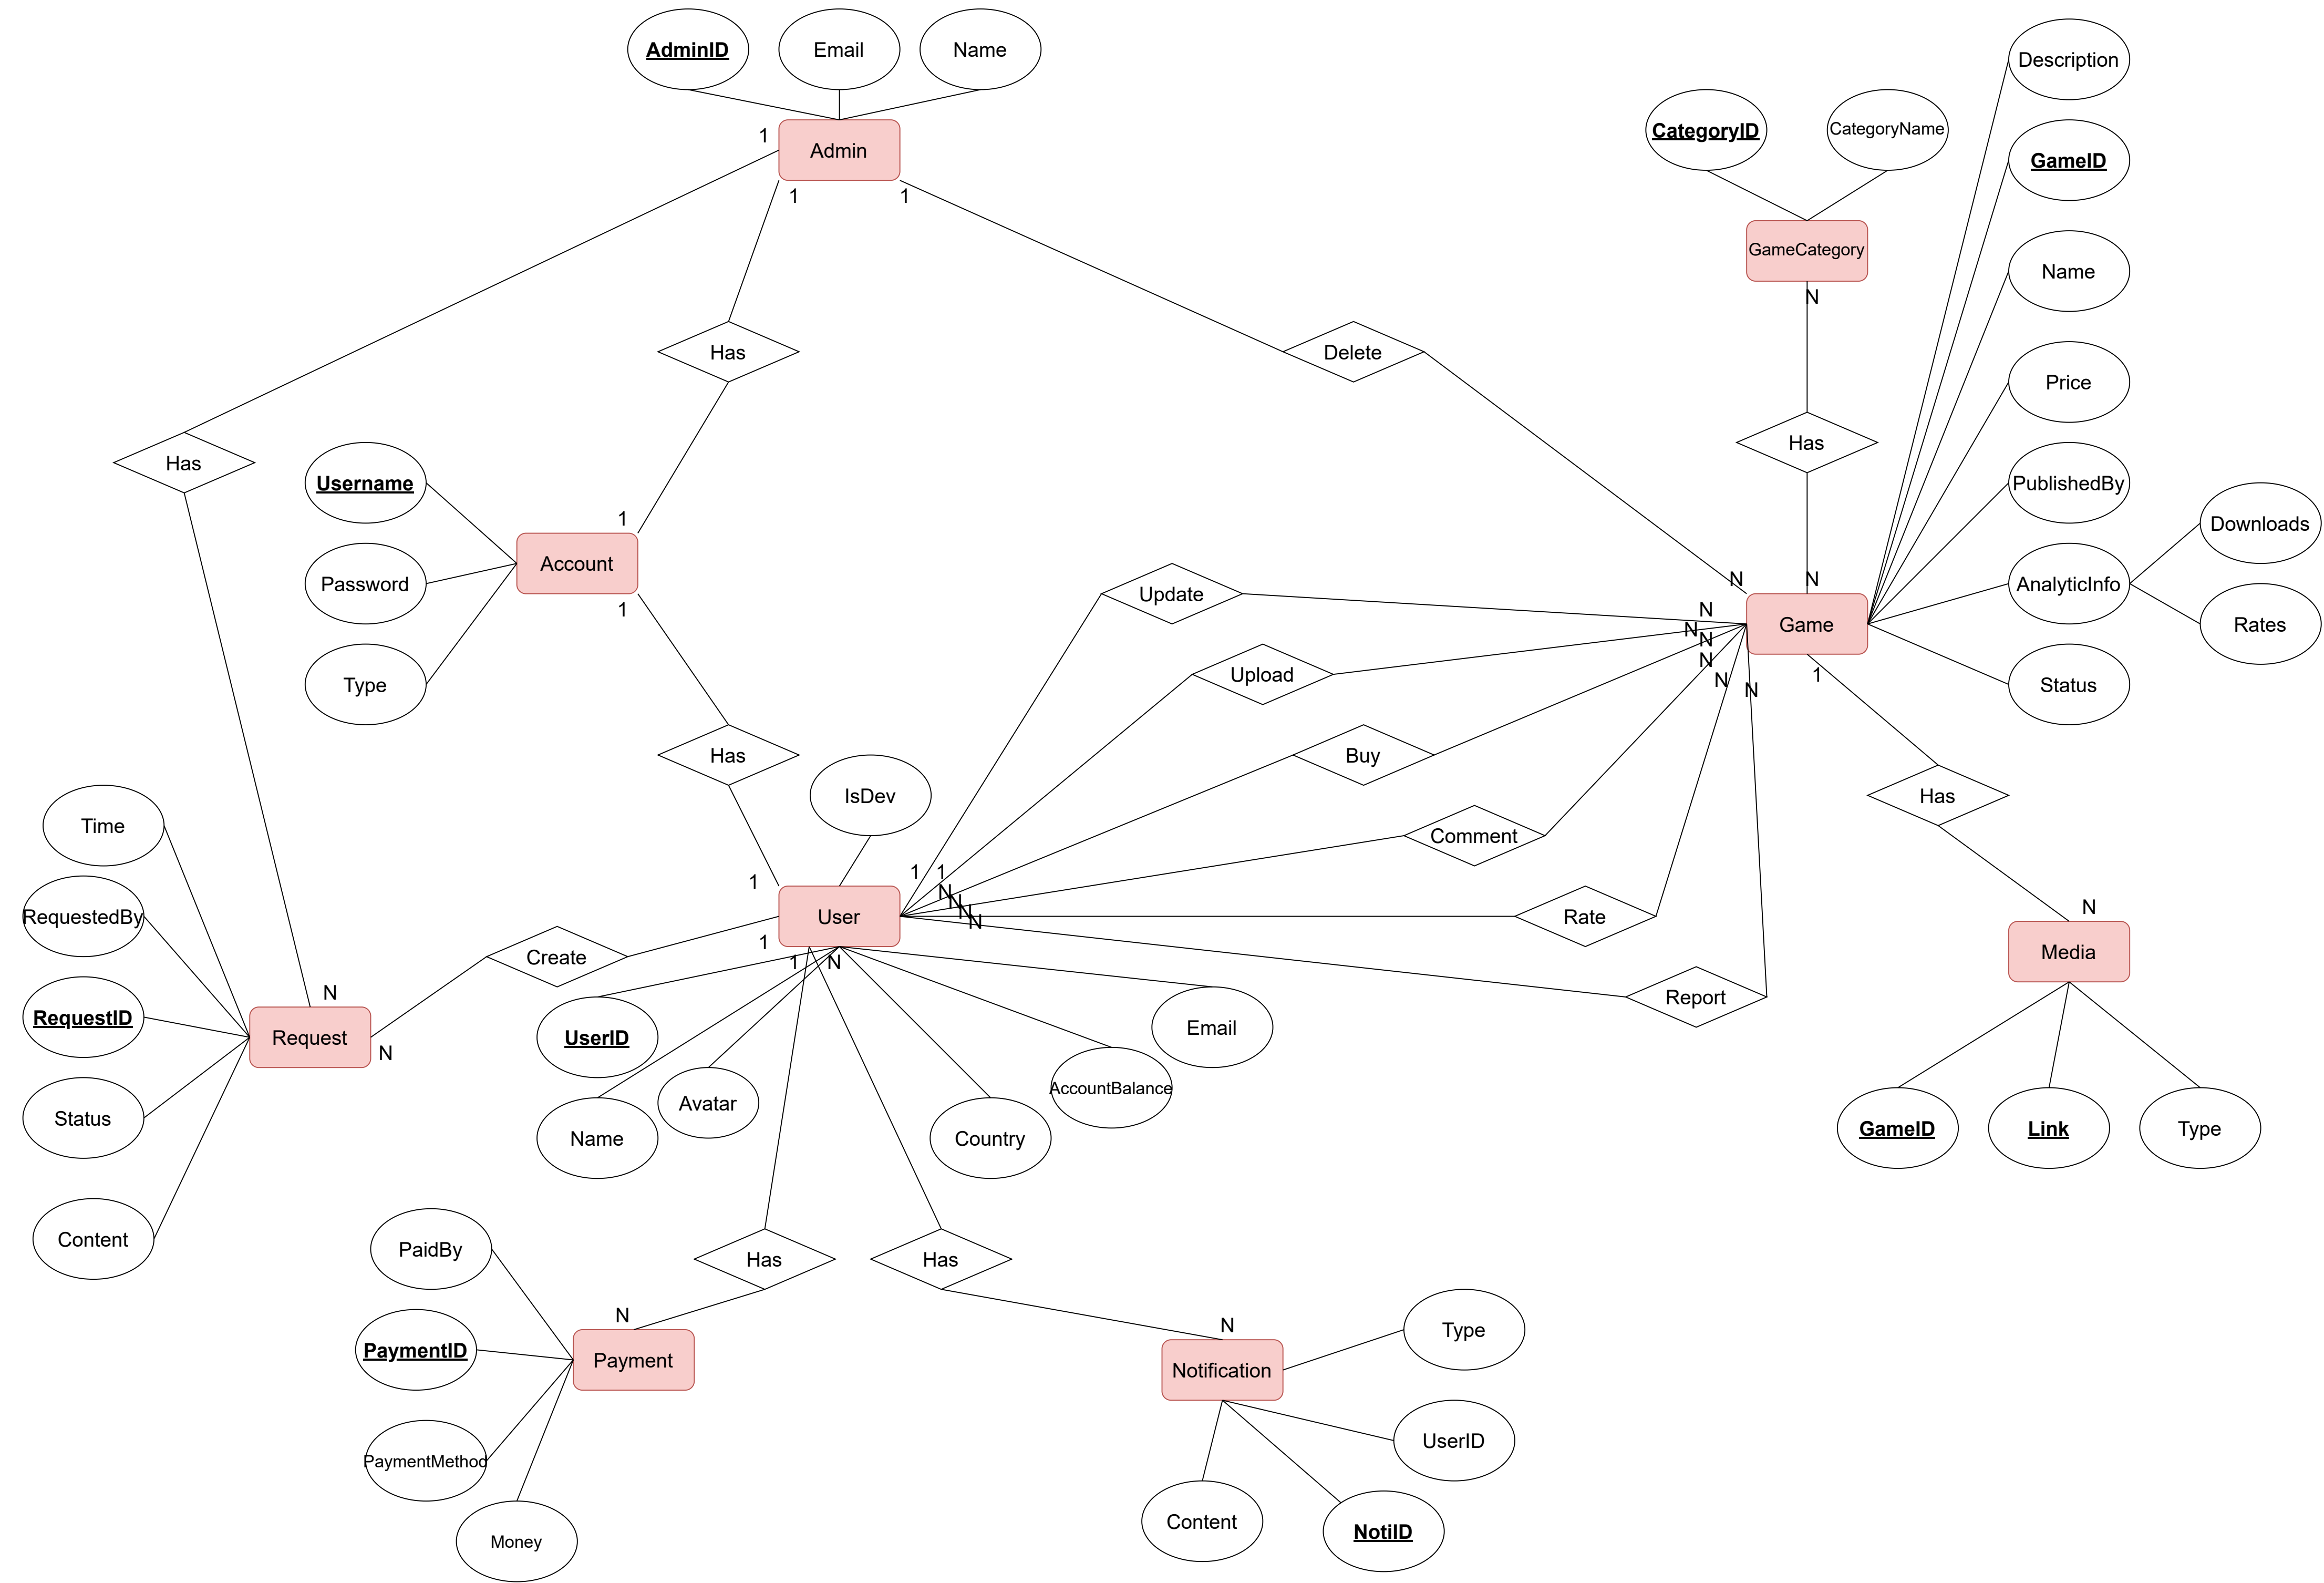 AdminID
Email
Name
Description
CategoryID
CategoryName
GameID
1
Admin
1
1
GameCategory
Name
N
Has
Delete
Price
Has
Has
Username
PublishedBy
Downloads
1
Account
Password
Update
N
N
AnalyticInfo
1
N
Game
Rates
N
N
N
Upload
1
Type
N
N
Status
Has
Buy
IsDev
Has
Time
Comment
1
1
1
N
N
N
N
RequestedBy
User
Rate
N
Create
1
1
N
Media
N
Request
N
RequestID
UserID
Email
Report
AccountBalance
Avatar
Status
Name
Country
GameID
Link
Type
Content
PaidBy
Has
Has
N
N
Type
PaymentID
Payment
Notification
PaymentMethod
UserID
Money
Content
NotiID